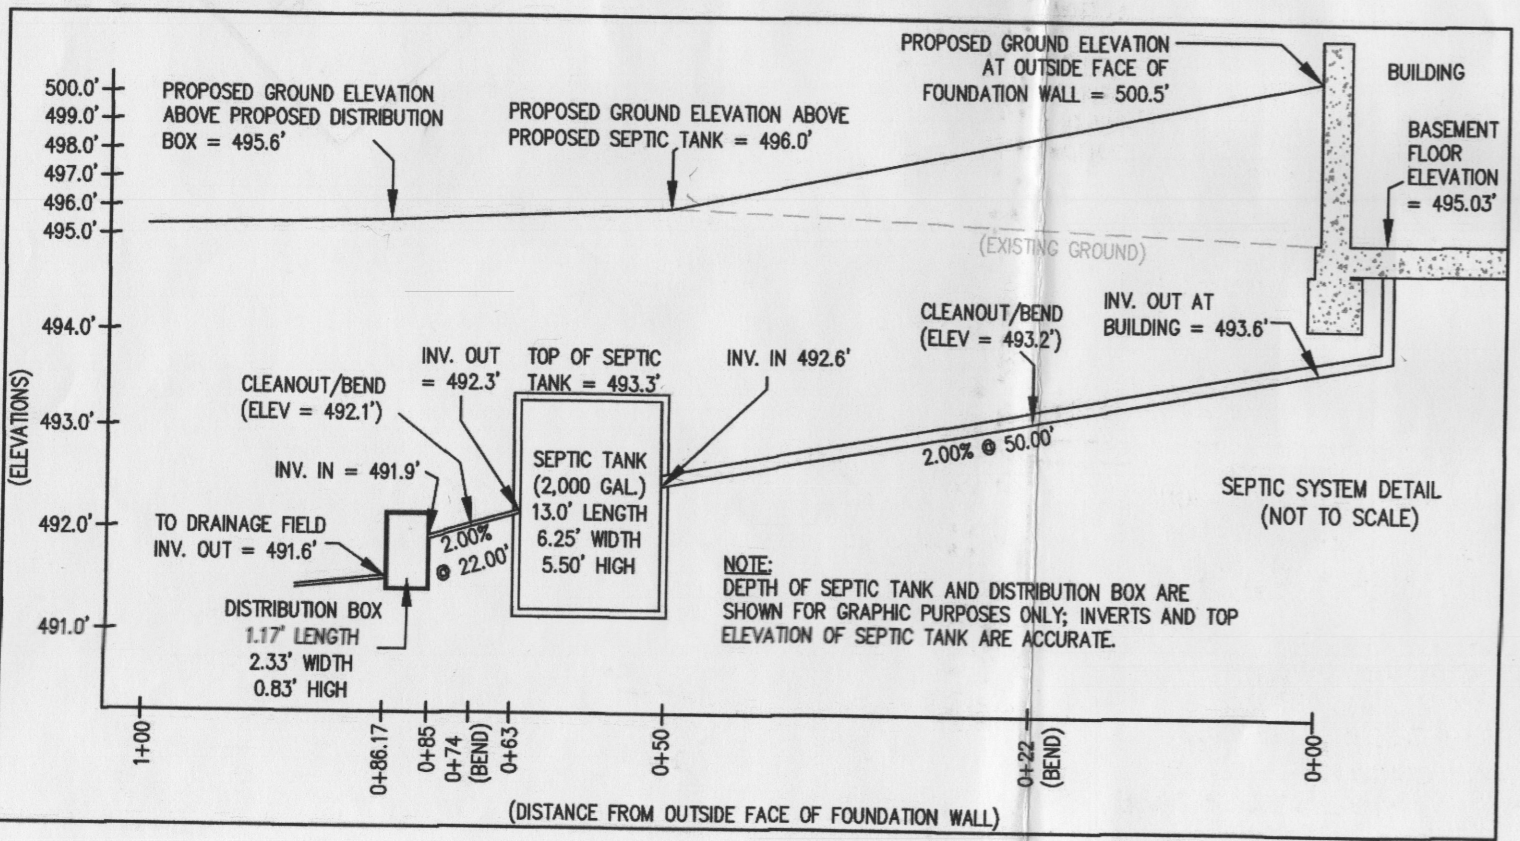 PROPOSED GROUND ELEVATION
AT OUTSIDE FACE OF
FOUNDATION WALL = 500.5'
BUILDING
500.0'
499.0'
498.0'
497.0'
496.0'
495.0'
494.0'
493.0'
492.0'
491.0'
(ELEVATIONS)
PROPOSED GROUND ELEVATION
ABOVE PROPOSED DISTRIBUTION
BOX = 495.6'
PROPOSED GROUND ELEVATION ABOVE
PROPOSED SEPTIC TANK = 496.0'
BASEMENT
FLOOR
ELEVATION
= 495.03'
(EXISTING GROUND)
INV. OUT AT
BUILDING = 493.6'
CLEANOUT/BEND
(ELEV = 493.2')
INV. IN 492.6'
TOP OF SEPTIC
TANK = 493.3'
INV. OUT
= 492.3'
CLEANOUT/BEND
(ELEV = 492.1')
INV. IN = 491.9'
TO DRAINAGE FIELD
INV. OUT = 491.6'
2.00%
@ 22.00'
SEPTIC TANK
(2,000 GAL.)
13.0' LENGTH
6.25' WIDTH
5.50' HIGH
2.00% @ 50.00'
SEPTIC SYSTEM DETAIL
(NOT TO SCALE)
NOTE:
DEPTH OF SEPTIC TANK AND DISTRIBUTION BOX ARE
SHOWN FOR GRAPHIC PURPOSES ONLY; INVERTS AND TOP
ELEVATION OF SEPTIC TANK ARE ACCURATE.
DISTRIBUTION BOX
1.17' LENGTH
2.33' WIDTH
0.83' HIGH
1+00
0+86.17
0+85
0+74
(BEND)
0+63
0+50
0+22
(BEND)
0+00
(DISTANCE FROM OUTSIDE FACE OF FOUNDATION WALL)